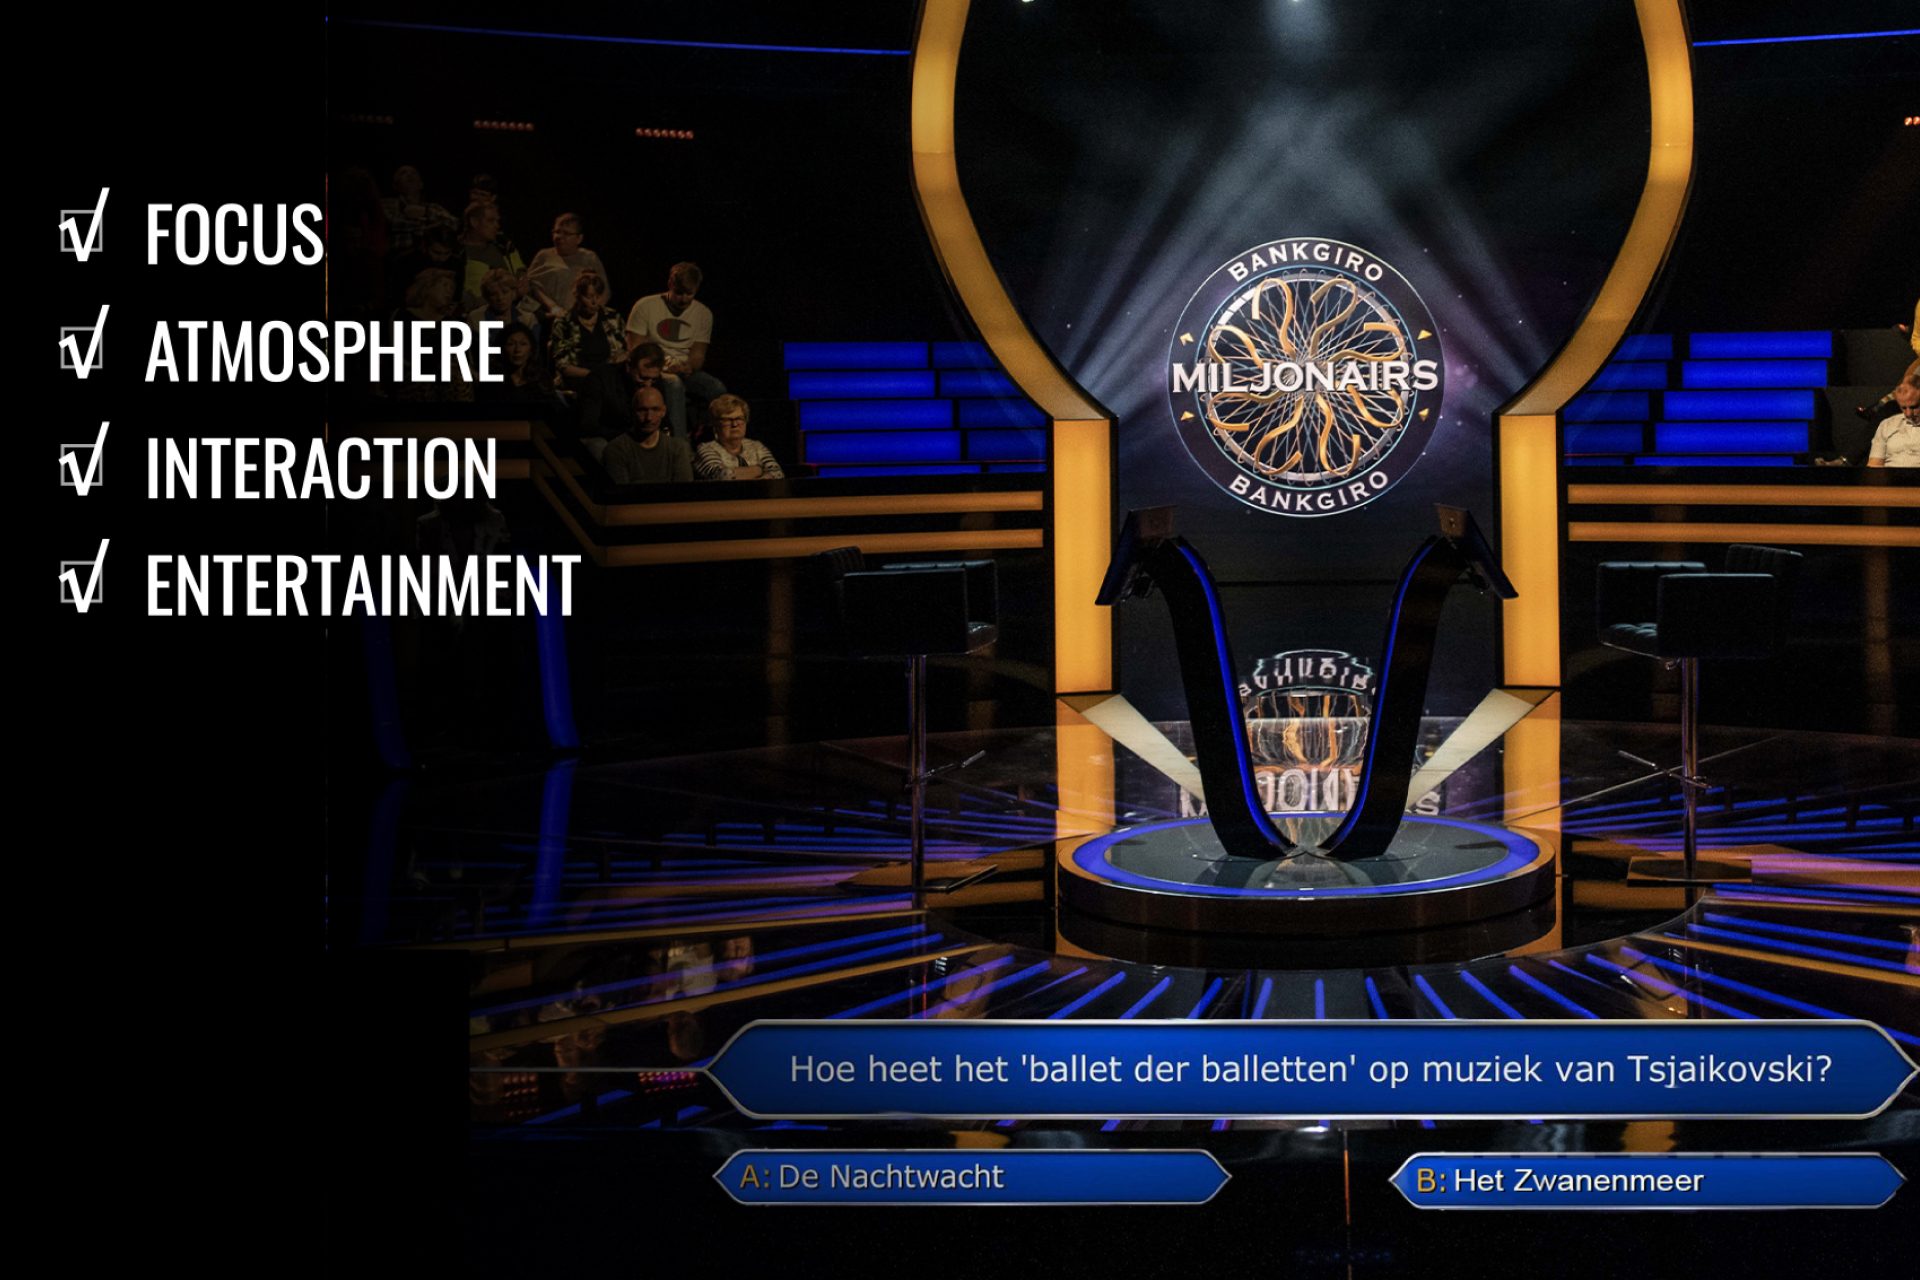 FOCUS
ATMOSPHERE
INTERACTION
ENTERTAINMENT
BANKGIRO
MILJONAIRS
BANKGIRO
Hoe heet het 'ballet der balletten' op muziek van Tsjaikovski?
A: De Nachtwacht
B: Het Zwanenmeer